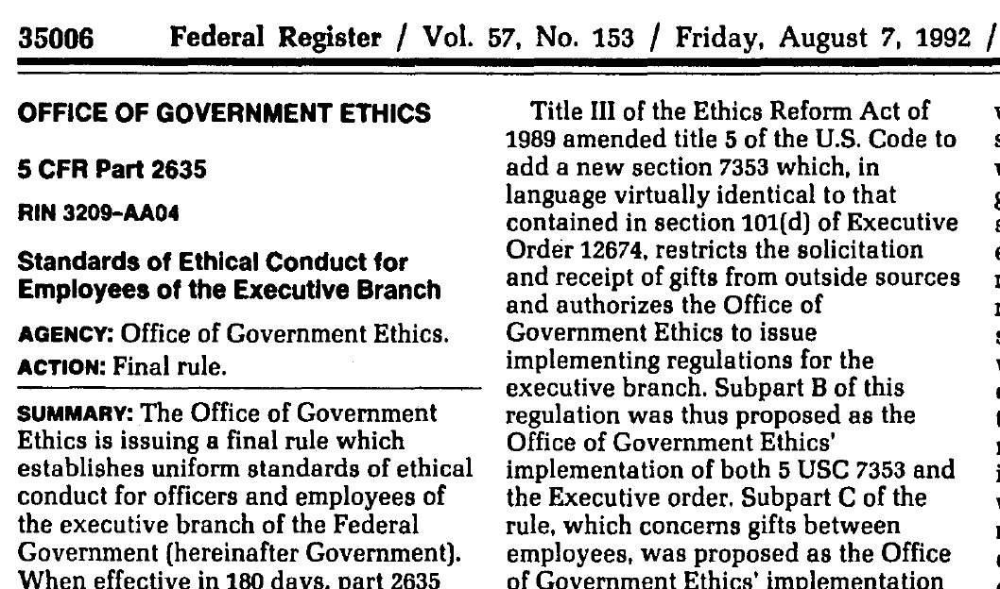 35006 Federal Register / Vol. 57, No. 153 / Friday, August 7, 1992 /
OFFICE OF GOVERNMENT ETHICS
5 CFR Part 2635
RIN 3209–AA04
Standards of Ethical Conduct for
Employees of the Executive Branch
AGENCY: Office of Government Ethics.
ACTION: Final rule.
SUMMARY: The Office of Government
Ethics is issuing a final rule which
establishes uniform standards of ethical
conduct for officers and employees of
the executive branch of the Federal
Government (hereinafter Government).
When effective in 180 days, part 2635
Title III of the Ethics Reform Act of
1989 amended title 5 of the U.S. Code to
add a new section 7353 which, in
language virtually identical to that
contained in section 101(d) of Executive
Order 12674, restricts the solicitation
and receipt of gifts from outside sources
and authorizes the Office of
Government Ethics to issue
implementing regulations for the
executive branch. Subpart B of this
regulation was thus proposed as the
Office of Government Ethics'
implementation of both 5 USC 7353 and
the Executive order. Subpart C of the
rule, which concerns gifts between
employees, was proposed as the Office
of Government Ethics' implementation